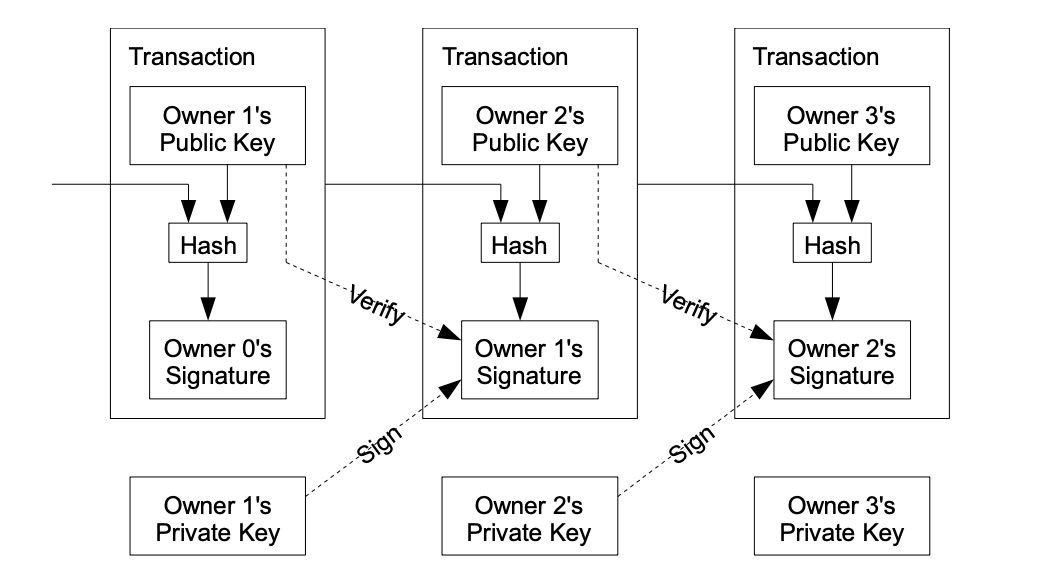 Transaction
Owner 1's
Public Key
Hash
Owner 0's
Signature
Transaction
Owner 2's
Public Key
Hash
Verify
Owner 1's
Signature
Transaction
Owner 3's
Public Key
Hash
Verify
Owner 2's
Signature
Sign
Sign
Owner 1's
Private Key
Owner 2's
Private Key
Owner 3's
Private Key